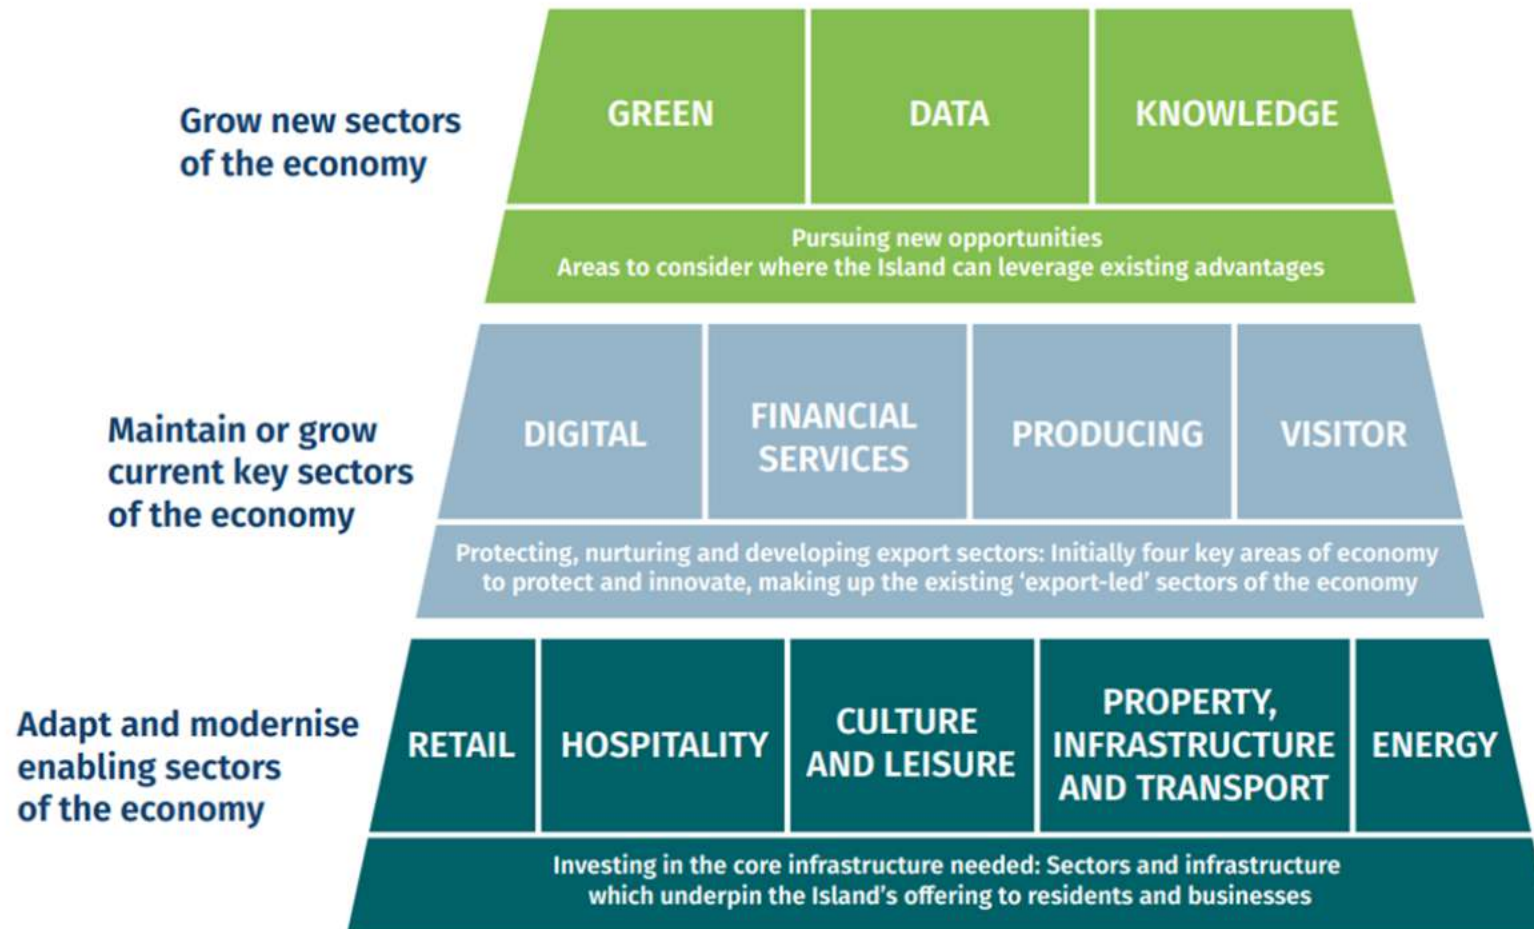 Grow new sectors
of the economy
GREEN
DATA
KNOWLEDGE
Pursuing new opportunities
Areas to consider where the Island can leverage existing advantages
Maintain or grow
current key sectors
of the economy
DIGITAL
FINANCIAL
SERVICES
PRODUCING
VISITOR
Protecting, nurturing and developing export sectors: Initially four key areas of economy
to protect and innovate, making up the existing ‘export-led’ sectors of the economy
Adapt and modernise
enabling sectors
of the economy
RETAIL
HOSPITALITY
CULTURE
AND LEISURE
PROPERTY,
INFRASTRUCTURE
AND TRANSPORT
ENERGY
Investing in the core infrastructure needed: Sectors and infrastructure
which underpin the Island’s offering to residents and businesses